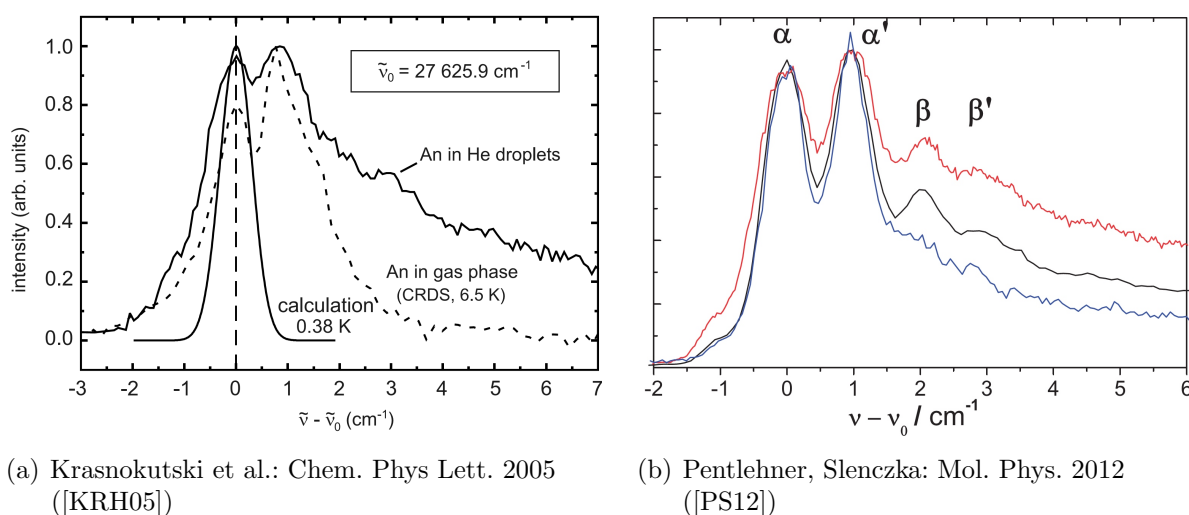 1.0
0.8
0.6
0.4
0.2
0.0
intensity (arb. units)
ṽ₀ = 27 625.9 cm⁻¹
An in He droplets
An in gas phase
(CRDS, 6.5 K)
calculation
0.38 K
-3 -2 -1 0 1 2 3 4 5 6 7
ṽ - ṽ₀ (cm⁻¹)
(a) Krasnokutski et al.: Chem. Phys Lett. 2005
([KRH05])
α α'
β β'
-2 -1 0 1 2 3 4 5 6
ν – ν₀ / cm⁻¹
(b) Pentlehner, Slenczka: Mol. Phys. 2012
([PS12])